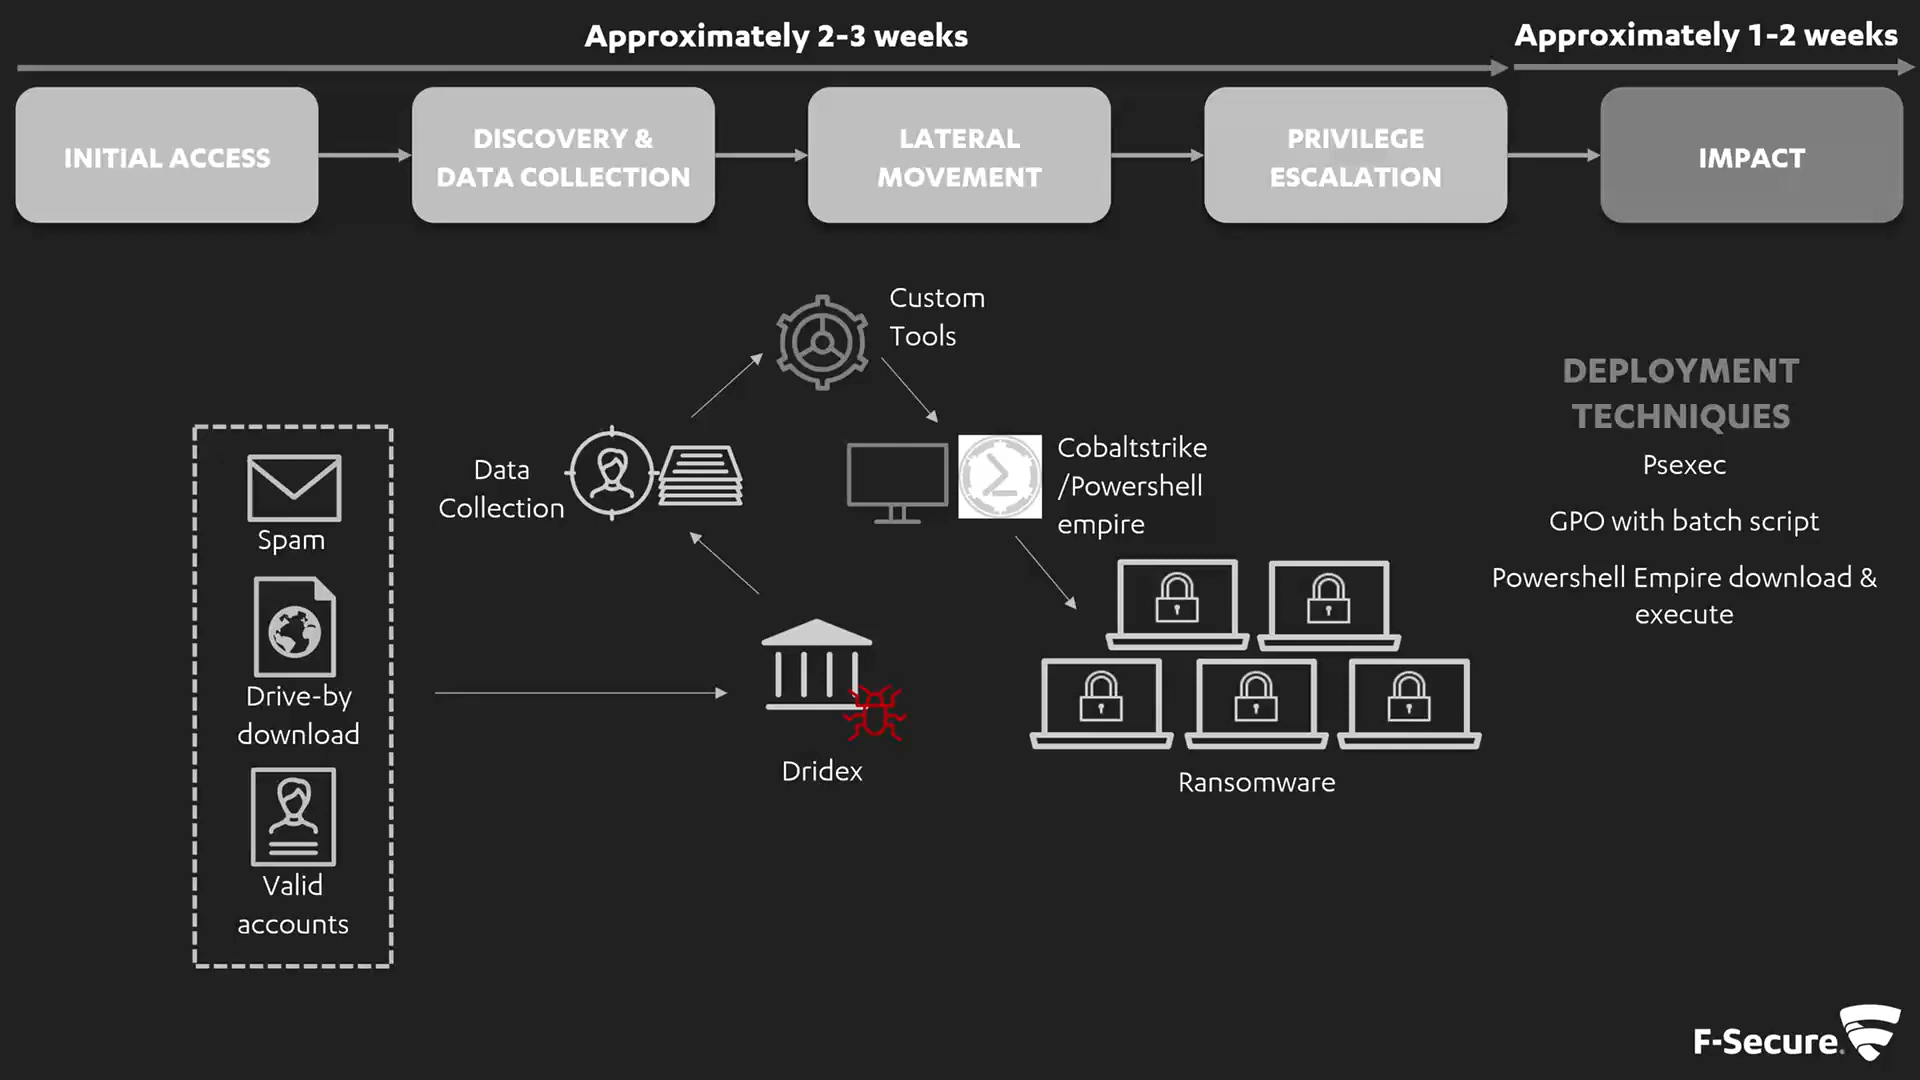 Approximately 2-3 weeks
Approximately 1-2 weeks
INITIAL ACCESS
DISCOVERY &
DATA COLLECTION
LATERAL
MOVEMENT
PRIVILEGE
ESCALATION
IMPACT
Spam
Drive-by
download
Valid
accounts
Data
Collection
Custom
Tools
Cobaltstrike
/Powershell
empire
Dridex
Ransomware
DEPLOYMENT
TECHNIQUES
Psexec
GPO with batch script
Powershell Empire download &
execute
F-Secure.